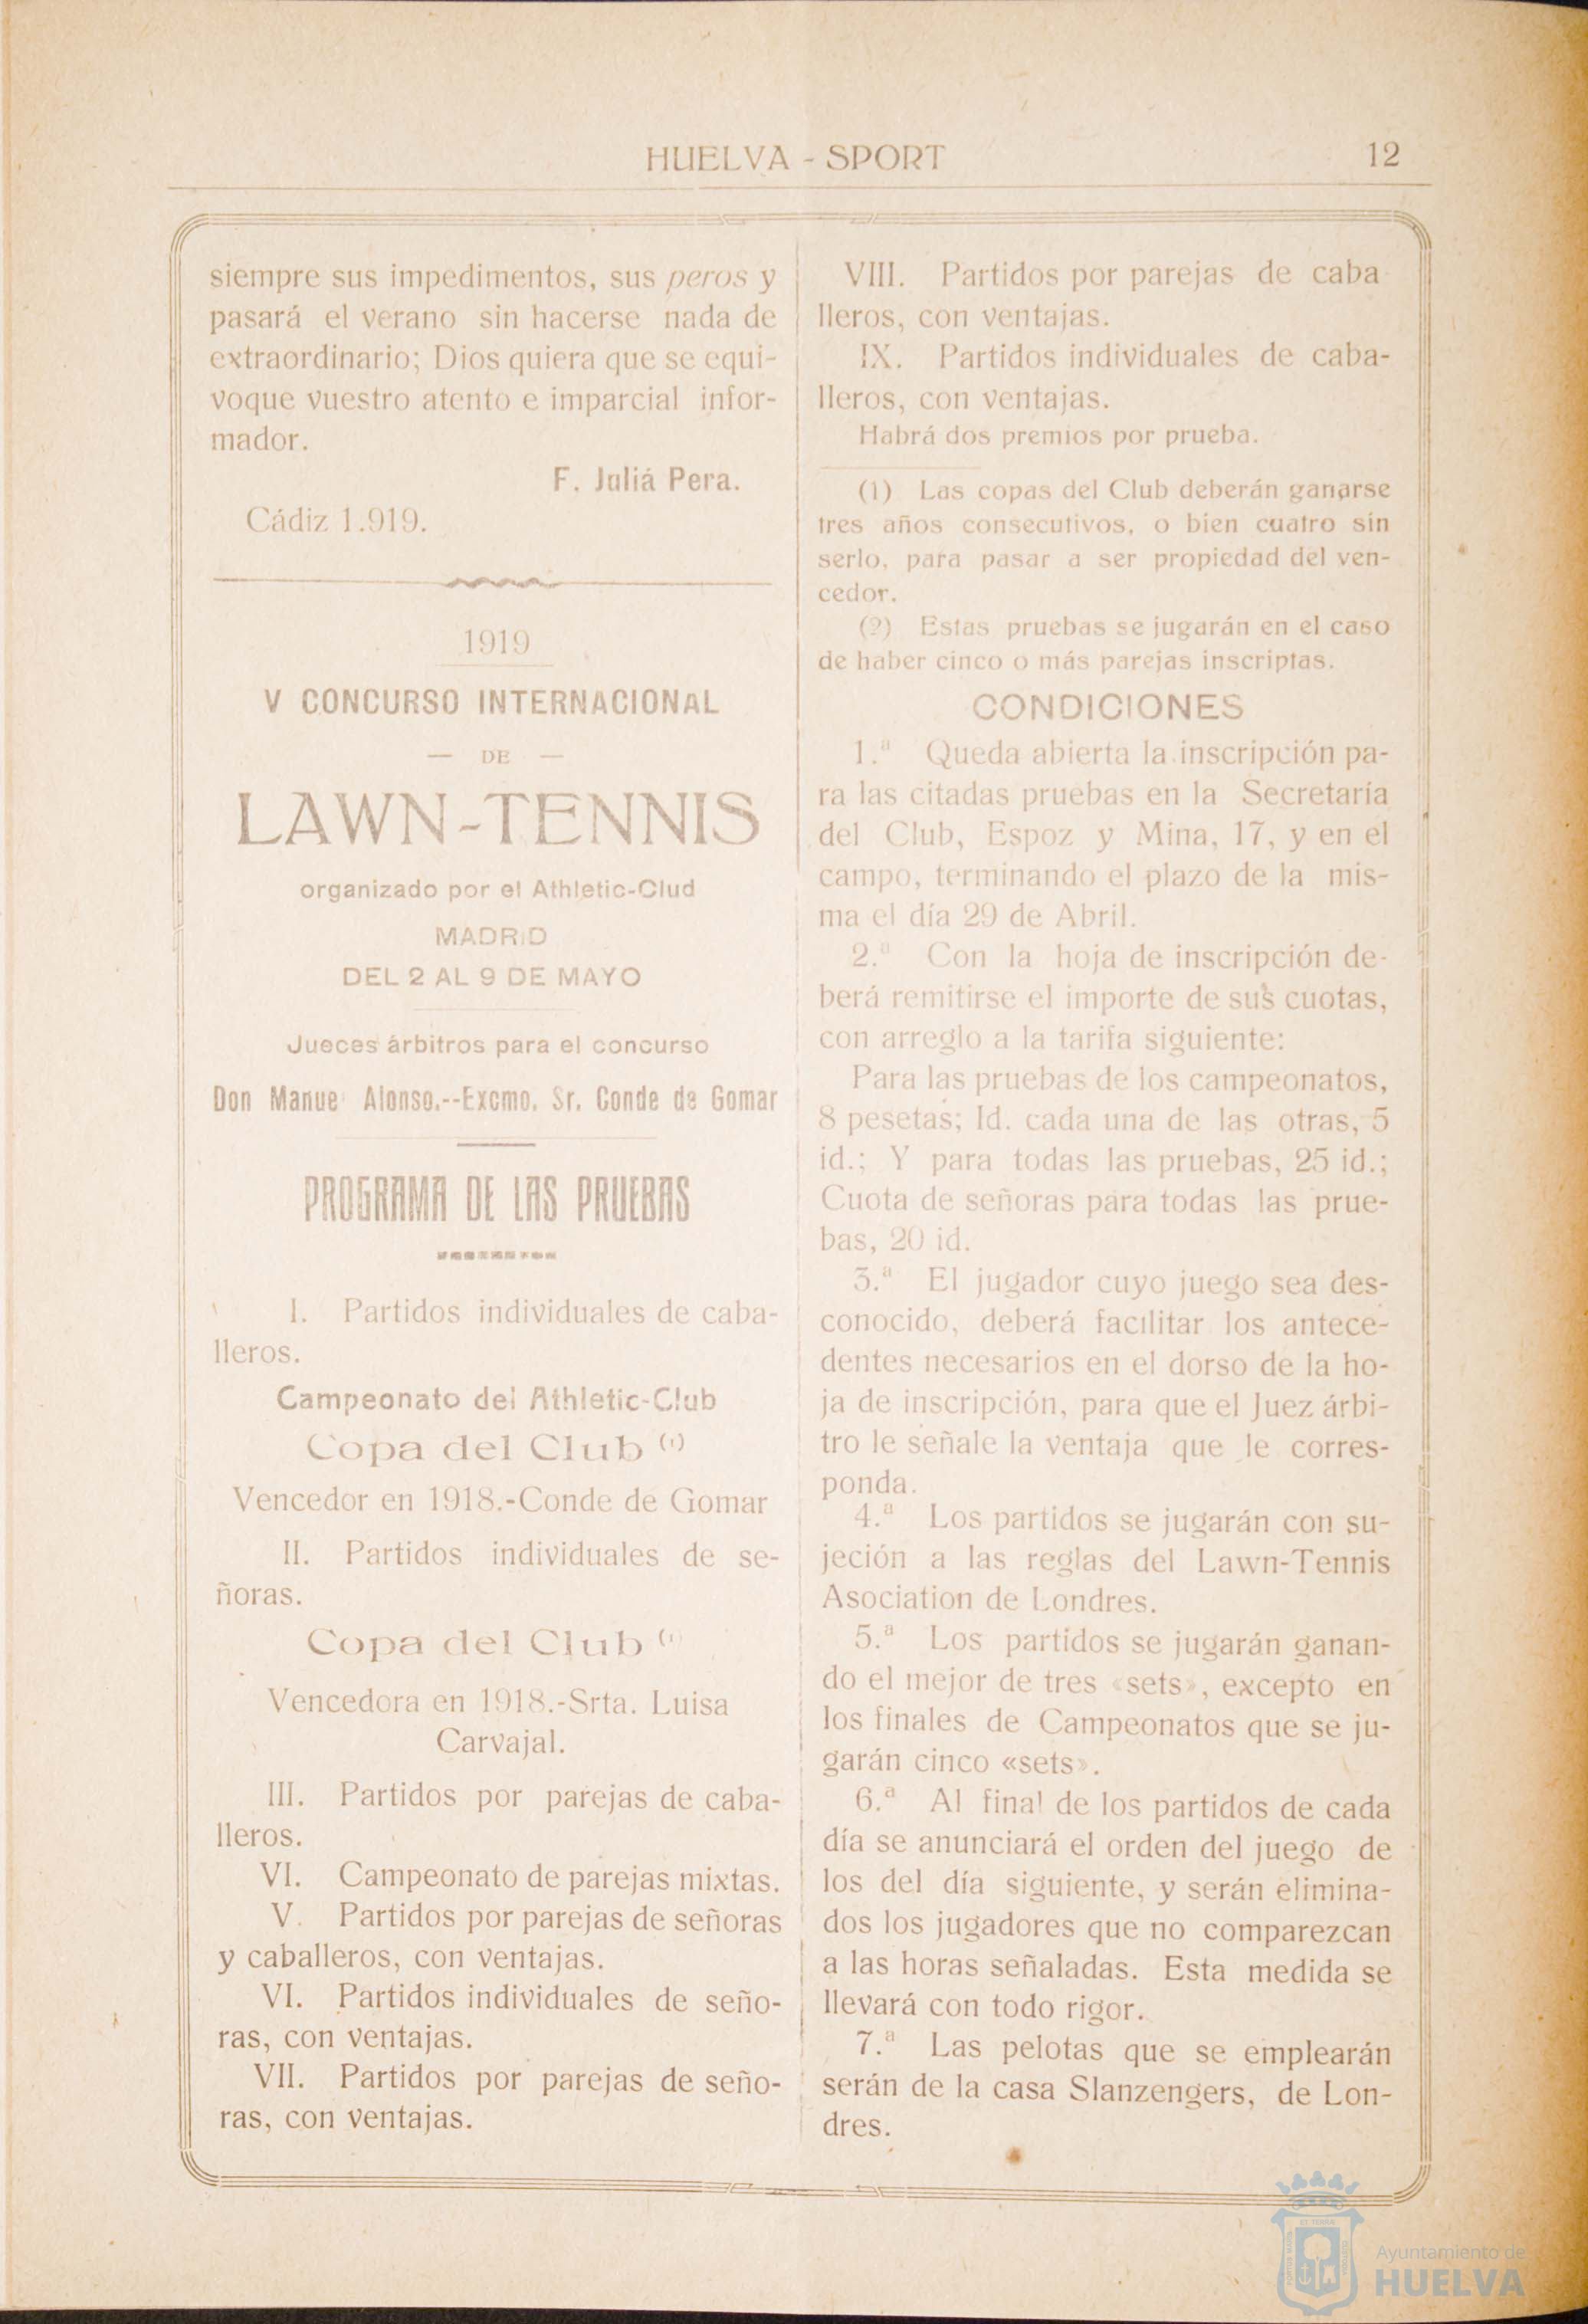 HUELVA - SPORT
12
siempre sus impedimentos, sus peros y
pasará el verano sin hacerse nada de
extraordinario; Dios quiera que se equi-
voque vuestro atento e imparcial infor-
mador.
F. Juliá Pera.
Cádiz 1.919.
1919
V CONCURSO INTERNACIONAL
— DE —
LAWN-TENNIS
organizado por el Athletic-Clud
MADRID
DEL 2 AL 9 DE MAYO
Jueces árbitros para el concurso
Don Manue Alonso.--Excmo. Sr. Conde de Gomar
PROGRAMA DE LAS PRUEBAS
I. Partidos individuales de caba-
lleros.
Campeonato del Athletic-Club
Copa del Club (1)
Vencedor en 1918.-Conde de Gomar
II. Partidos individuales de se-
ñoras.
Copa del Club (1)
Vencedora en 1918.-Srta. Luisa
Carvajal.
III. Partidos por parejas de caba-
lleros.
VI. Campeonato de parejas mixtas.
V. Partidos por parejas de señoras
y caballeros, con ventajas.
VI. Partidos individuales de seño-
ras, con ventajas.
VII. Partidos por parejas de seño-
ras, con ventajas.
VIII. Partidos por parejas de caba
lleros, con ventajas.
IX. Partidos individuales de caba-
lleros, con ventajas.
Habrá dos premios por prueba.
(1) Las copas del Club deberán ganarse
tres años consecutivos, o bien cuatro sin
serlo, para pasar a ser propiedad del ven-
cedor.
(2) Estas pruebas se jugarán en el caso
de haber cinco o más parejas inscriptas.
CONDICIONES
1.ª Queda abierta la inscripción pa-
ra las citadas pruebas en la Secretaría
del Club, Espoz y Mina, 17, y en el
campo, terminando el plazo de la mis-
ma el día 29 de Abril.
2.ª Con la hoja de inscripción de-
berá remitirse el importe de sus cuotas,
con arreglo a la tarifa siguiente:
Para las pruebas de los campeonatos,
8 pesetas; Id. cada una de las otras, 5
id.; Y para todas las pruebas, 25 id.;
Cuota de señoras para todas las prue-
bas, 20 id.
3.ª El jugador cuyo juego sea des-
conocido, deberá facilitar los antece-
dentes necesarios en el dorso de la ho-
ja de inscripción, para que el Juez árbi-
tro le señale la ventaja que le corres-
ponda.
4.ª Los partidos se jugarán con su-
jeción a las reglas del Lawn-Tennis
Asociation de Londres.
5.ª Los partidos se jugarán ganan-
do el mejor de tres «sets», excepto en
los finales de Campeonatos que se ju-
garán cinco «sets».
6.ª Al final de los partidos de cada
día se anunciará el orden del juego de
los del día siguiente, y serán elimina-
dos los jugadores que no comparezcan
a las horas señaladas. Esta medida se
llevará con todo rigor.
7.ª Las pelotas que se emplearán
serán de la casa Slanzengers, de Lon-
dres.
Ayuntamiento de
HUELVA